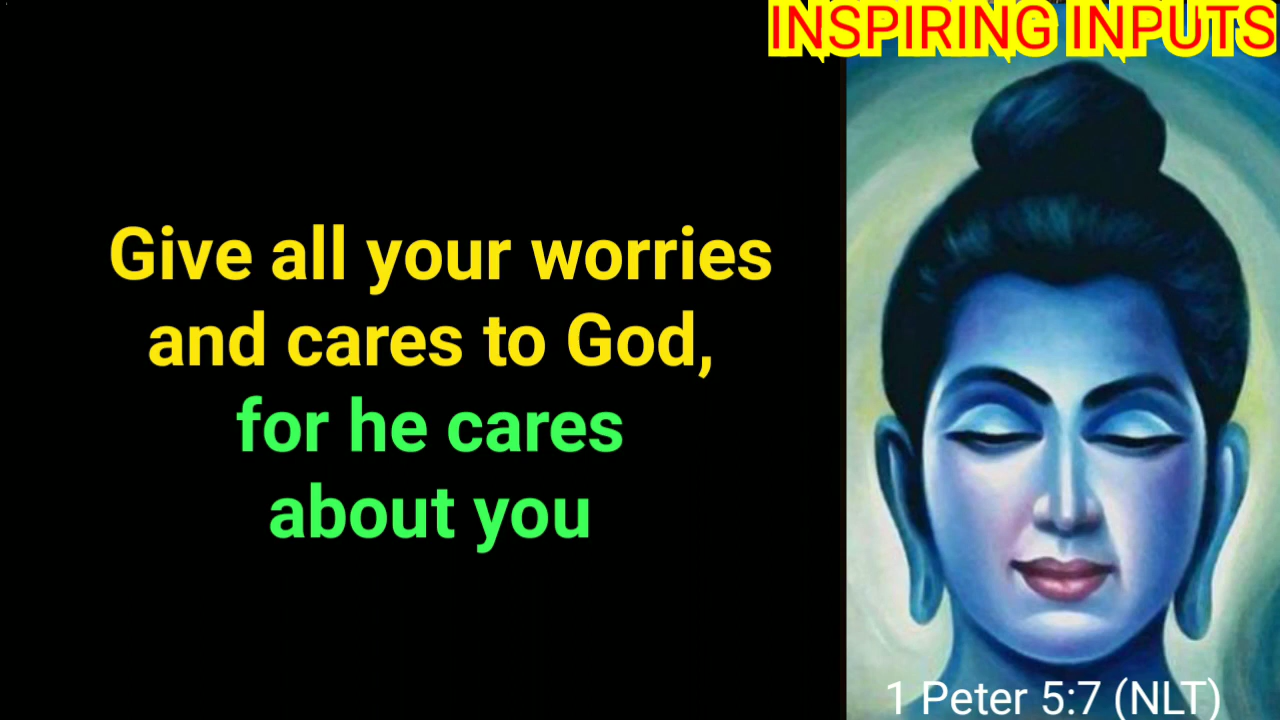 INSPIRING INPUTS
Give all your worries
and cares to God,
for he cares
about you
1 Peter 5:7 (NLT)